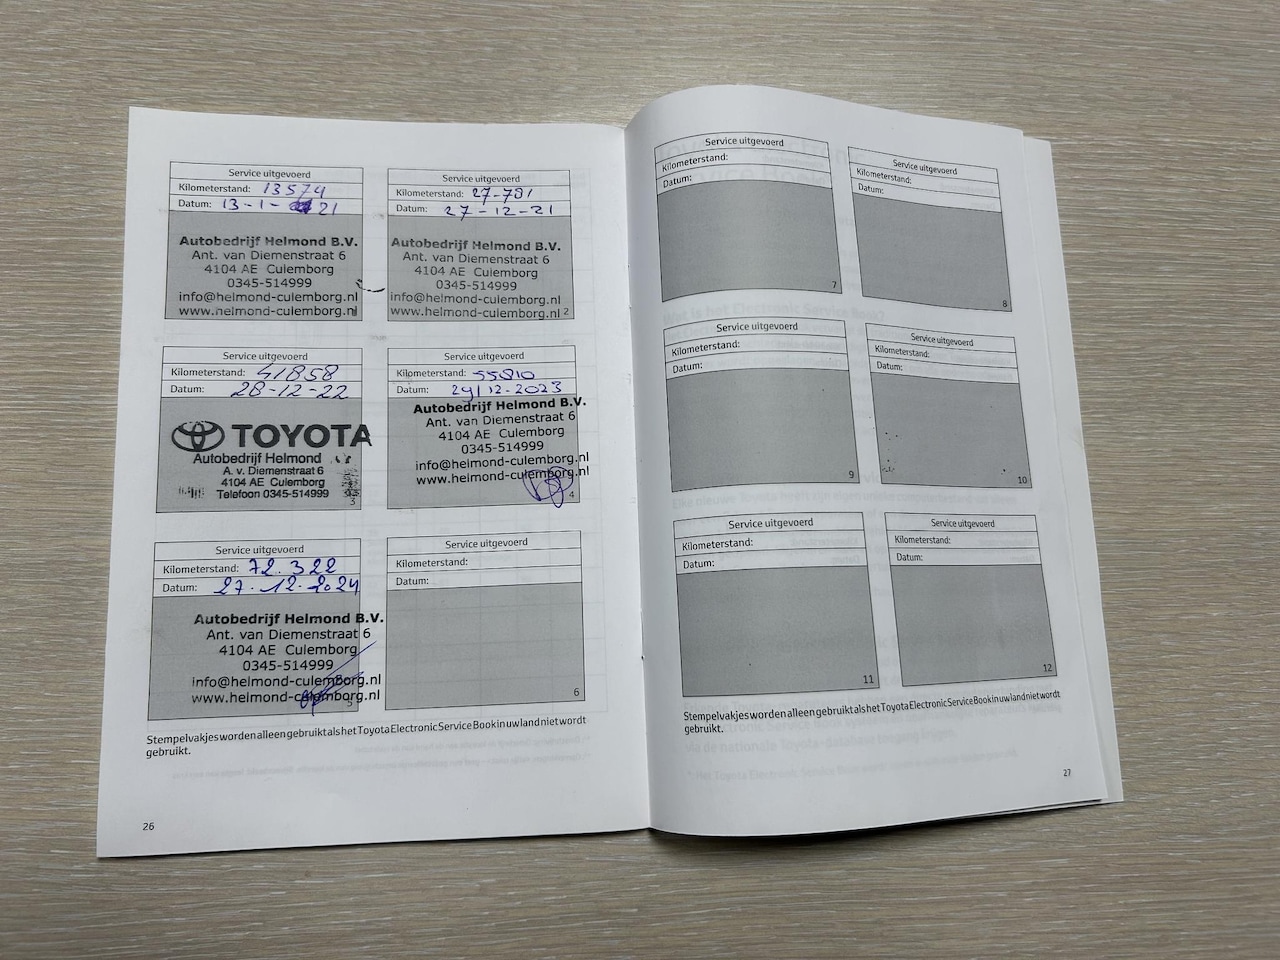 Service uitgevoerd
Kilometerstand: 13574
Datum: 13-1-21
Autobedrijf Helmond B.V.
Ant. van Diemenstraat 6
4104 AE Culemborg
0345-514999
info@helmond-culemborg.nl
www.helmond-culemborg.nl
Service uitgevoerd
Kilometerstand: 27-781
Datum: 27-12-21
Autobedrijf Helmond B.V.
Ant. van Diemenstraat 6
4104 AE Culemborg
0345-514999
info@helmond-culemborg.nl
www.helmond-culemborg.nl 2
Service uitgevoerd
Kilometerstand: 41858
Datum: 28-12-22
TOYOTA
Autobedrijf Helmond
A. v. Diemenstraat 6
4104 AE Culemborg
Telefoon 0345-514999
3
Service uitgevoerd
Kilometerstand: 55810
Datum: 29/12-2023
Autobedrijf Helmond B.V.
Ant. van Diemenstraat 6
4104 AE Culemborg
0345-514999
info@helmond-culemborg.nl
www.helmond-culemborg.nl
4
Service uitgevoerd
Kilometerstand: 72.322
Datum: 27-12-2024
Autobedrijf Helmond B.V.
Ant. van Diemenstraat 6
4104 AE Culemborg
0345-514999
info@helmond-culemborg.nl
www.helmond-culemborg.nl
5
Service uitgevoerd
Kilometerstand:
Datum:
6
Stempelvakjes worden alleen gebruikt als het Toyota Electronic Service Book in uw land niet wordt
gebruikt.
26
Service uitgevoerd
Kilometerstand:
Datum:
7
Service uitgevoerd
Kilometerstand:
Datum:
8
Service uitgevoerd
Kilometerstand:
Datum:
9
Service uitgevoerd
Kilometerstand:
Datum:
10
Service uitgevoerd
Kilometerstand:
Datum:
11
Service uitgevoerd
Kilometerstand:
Datum:
12
Stempelvakjes worden alleen gebruikt als het Toyota Electronic Service Book in uw land niet wordt
gebruikt.
27